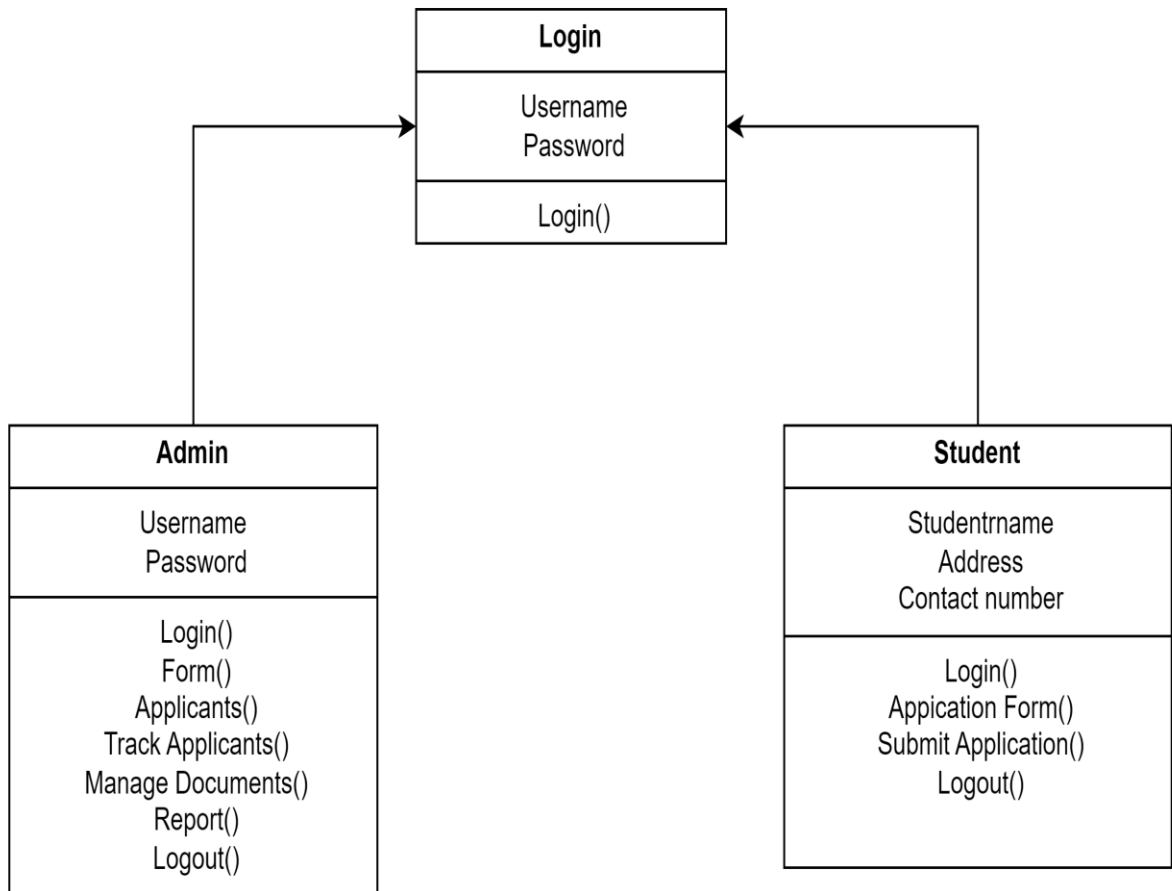 Login
Username
Password
Login()
Admin
Username
Password
Login()
Form()
Applicants()
Track Applicants()
Manage Documents()
Report()
Logout()
Student
Studentrname
Address
Contact number
Login()
Appication Form()
Submit Application()
Logout()